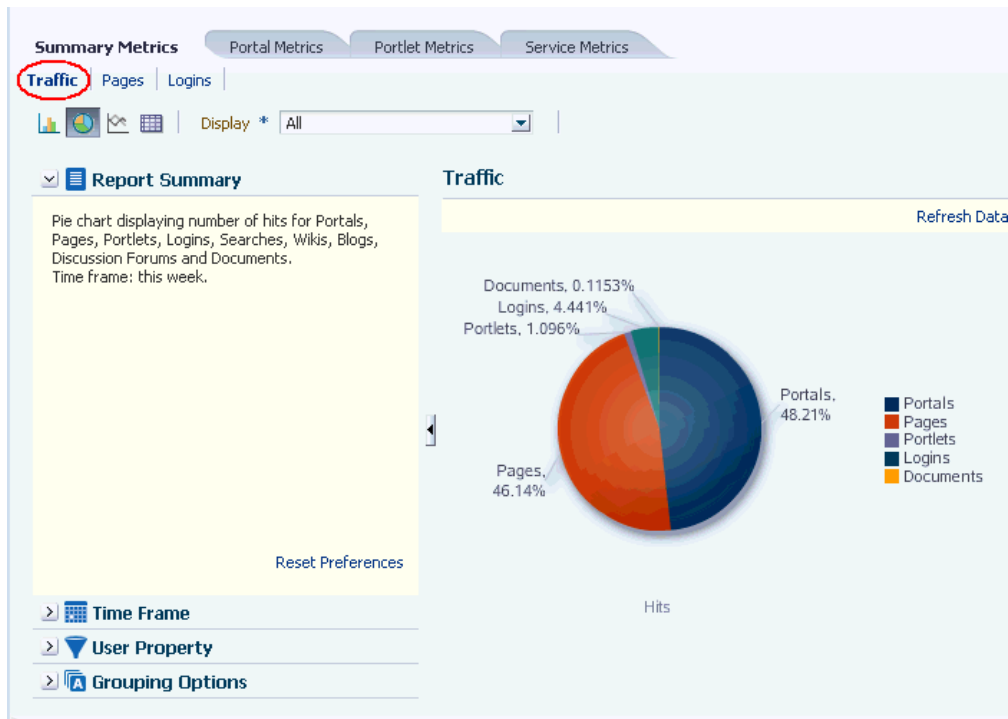 Summary Metrics Portal Metrics Portlet Metrics Service Metrics
Traffic Pages Logins
Display * All
Report Summary
Pie chart displaying number of hits for Portals,
Pages, Portlets, Logins, Searches, Wikis, Blogs,
Discussion Forums and Documents.
Time frame: this week.
Reset Preferences
Time Frame
User Property
A Grouping Options
Traffic
Refresh Data
Documents, 0.1153%
Logins, 4.441%
Portlets, 1.096%
Portals,
48.21%
Pages,
46.14%
Portals
Pages
Portlets
Logins
Documents
Hits